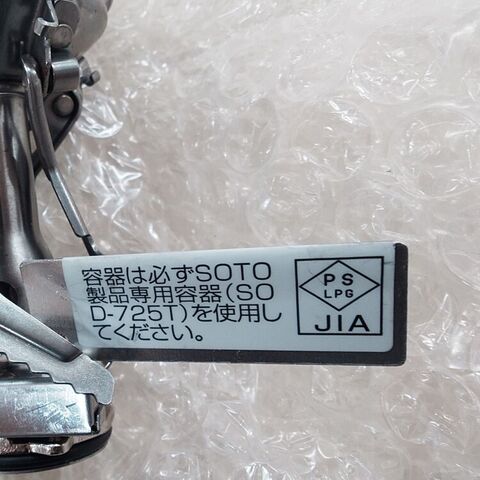 容器は必ずSOTO
製品専用容器(SO
D-725T)を使用し
てください。
PS
LPG
JIA